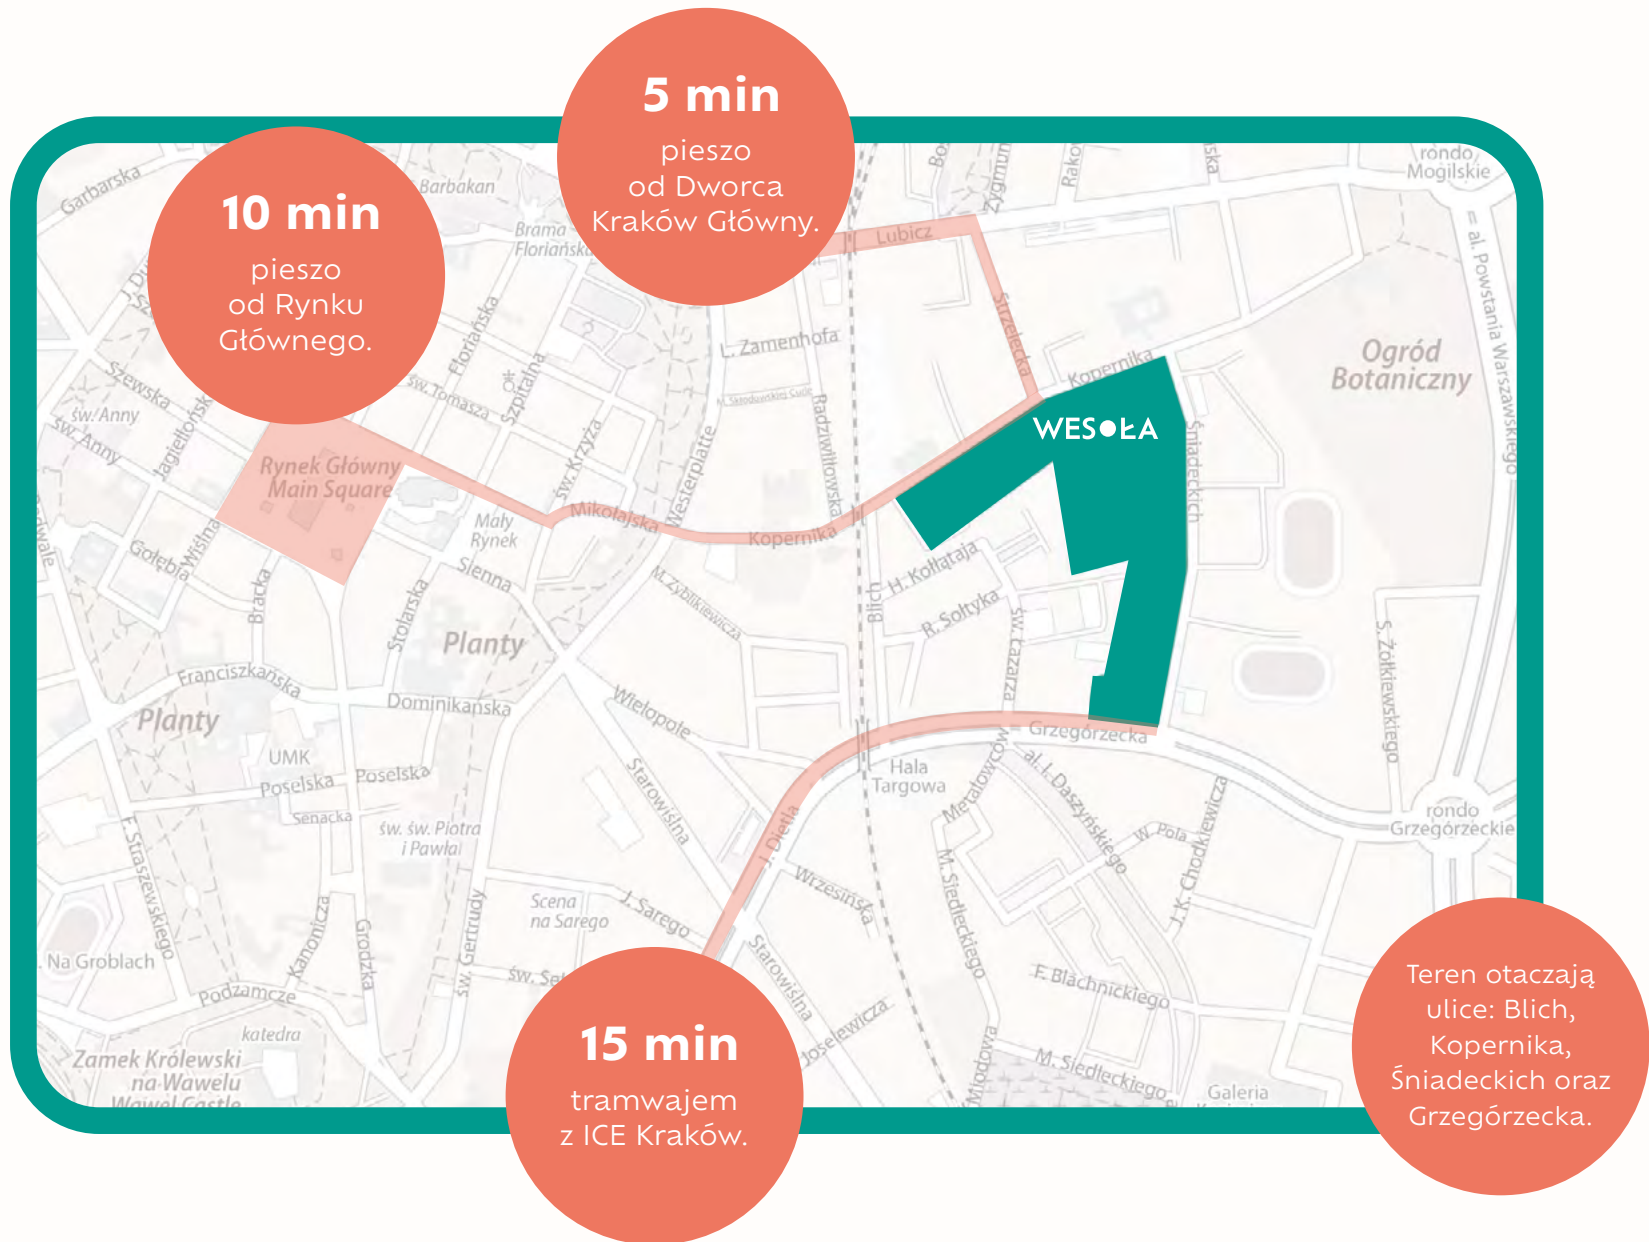 5 min
pieszo
od Dworca
Kraków Główny.
10 min
pieszo
od Rynku
Głównego.
15 min
tramwajem
z ICE Kraków.
Teren otaczają
ulice: Blich,
Kopernika,
Śniadeckich oraz
Grzegórzecka.
WESOŁA
Garbarska
Barbakan
Brama
Floriańska
Lubicz
rondo
Mogilskie
al. Powstania Warszawskiego
Strzelecka
Kopernika
Ogród
Botaniczny
L. Zamenhofa
Radziwiłłowska
Szewska
św. Anny
św. Anny
Floriańska
św. Tomasza
Szpitalna
św. Krzyża
Westerplatte
Śniadeckich
Rynek Główny
Main Square
Mały
Rynek
Mikołajska
Kopernika
Gołębia
Wiślna
Bracka
Stolarska
Sienna
M. Zyblikiewicza
Blich
H. Kołłątaja
R. Sołtyka
św. Łazarza
S. Żółkiewskiego
Planty
Franciszkańska
Dominikańska
Wielopole
Planty
Grzegórzecka
UMK
Poselska
Poselska
Senacka
Starowiślna
Hala
Targowa
Metalowców
al. I. Daszyńskiego
rondo
Grzegórzeckie
F. Straszewskiego
św. św. Piotra
i Pawła
J. Dietla
W. Pola
J. K. Chodkiewicza
Wrzesińska
M. Siedleckiego
Scena
na Sarego
J. Sarego
św. Gertrudy
Kanonicza
Grodzka
Na Groblach
Starowiślna
F. Blachnickiego
Podzamcze
katedra
Zamek Królewski
na Wawelu
Wawel Castle
Joselewicza
Miodowa
M. Siedleckiego
Galeria